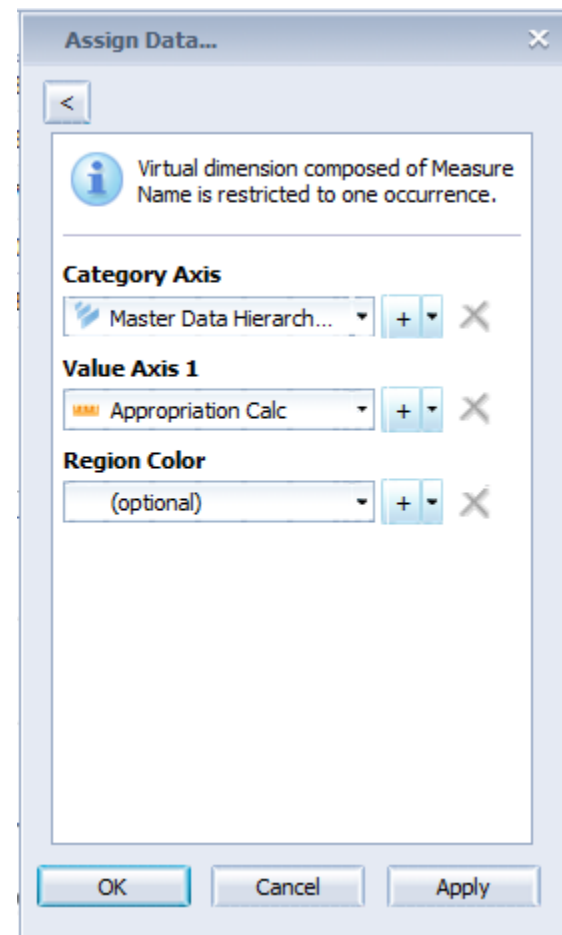 Assign Data...
<
Virtual dimension composed of Measure
Name is restricted to one occurrence.
Category Axis
Master Data Hierarch...
+
Value Axis 1
Appropriation Calc
+
Region Color
(optional)
+
OK
Cancel
Apply